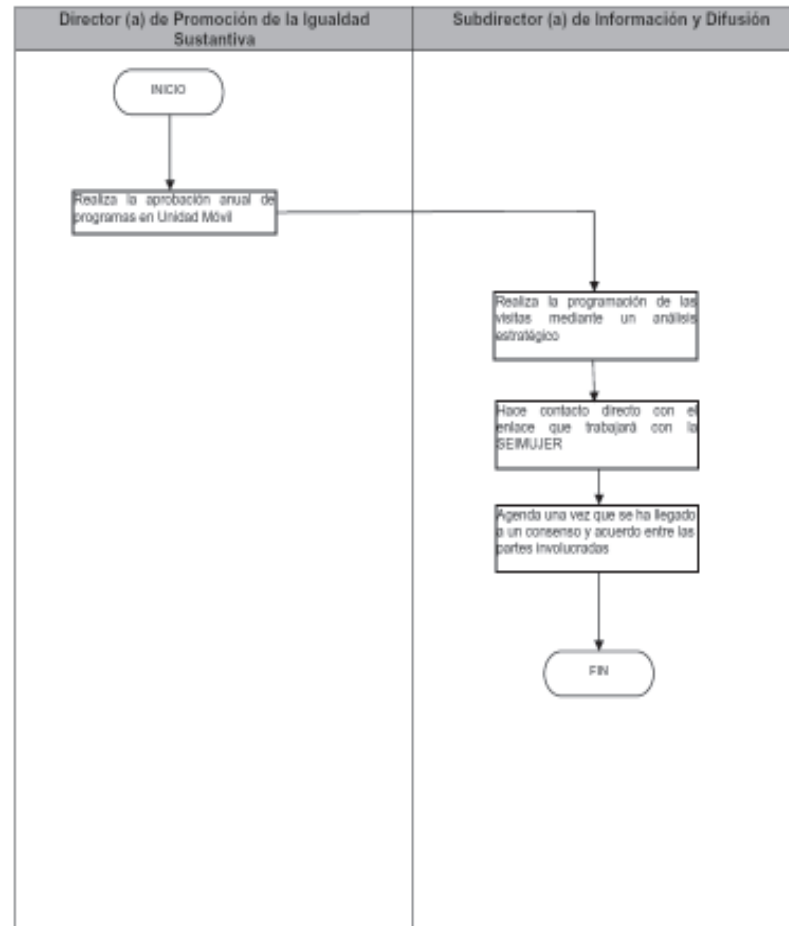 Director (a) de Promoción de la Igualdad
Sustantiva
Subdirector (a) de Información y Difusión
INICIO
Realiza la aprobación anual de
programas en Unidad Móvil
Realiza la programación de las
visitas mediante un análisis
estratégico
Hace contacto directo con el
enlace que trabajará con la
SEIMUJER
Agenda una vez que se ha llegado
a un consenso y acuerdo entre las
partes involucradas
FIN